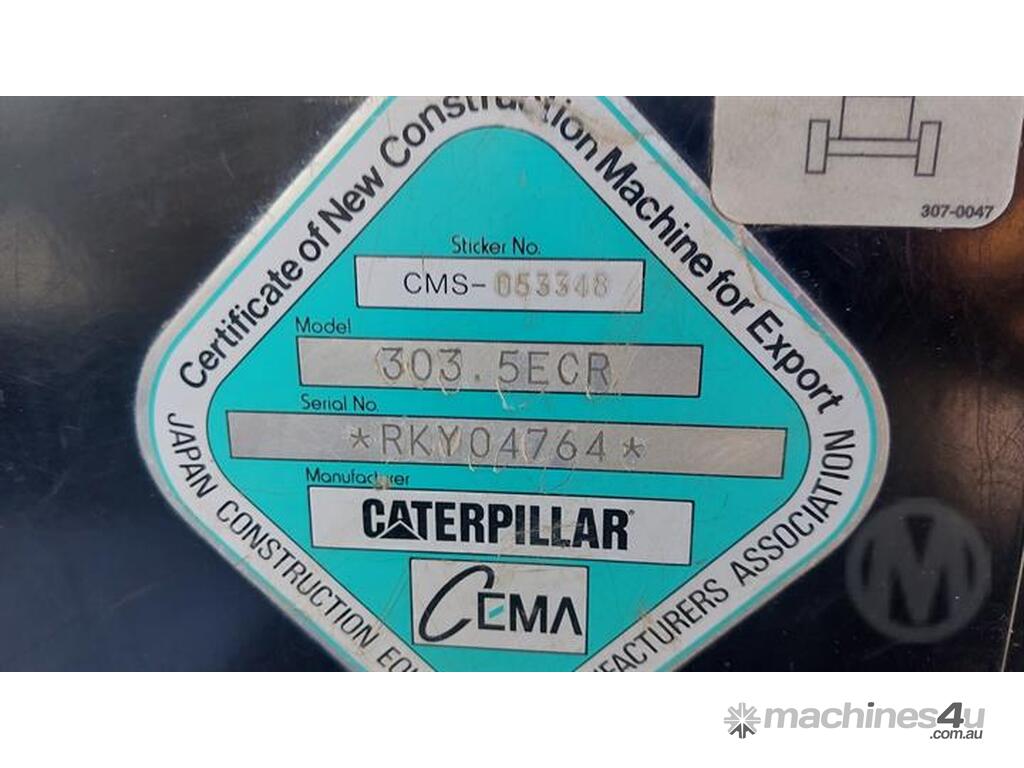 Certificate of New Construction Machine for Export
307-0047
Sticker No.
CMS-053348
Model
303.5ECR
Serial No.
*RKY04764*
Manufacturer
CATERPILLAR
CEMA
JAPAN CONSTRUCTION EQUI
FACTURERS ASSOCIATION
M
machines4u
.com.au